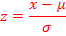 z = (x − μ) / σ